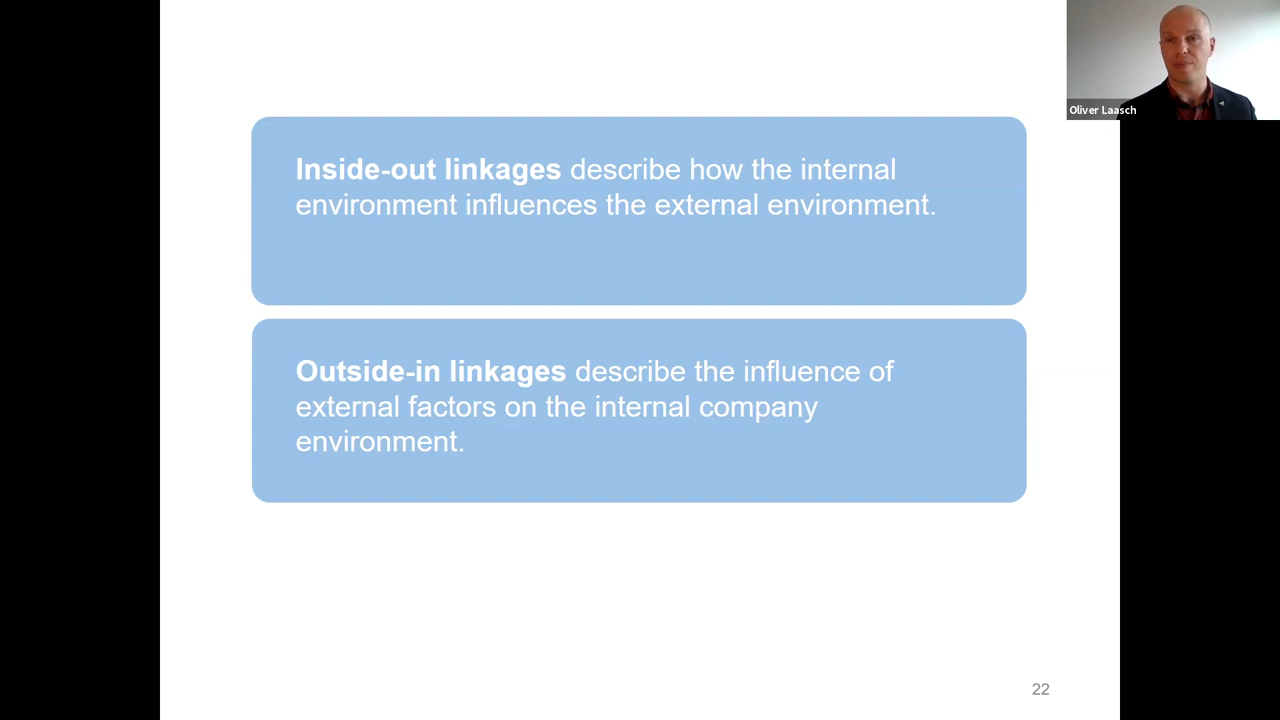 Oliver Laasch
Inside-out linkages describe how the internal
environment influences the external environment.
Outside-in linkages describe the influence of
external factors on the internal company
environment.
22